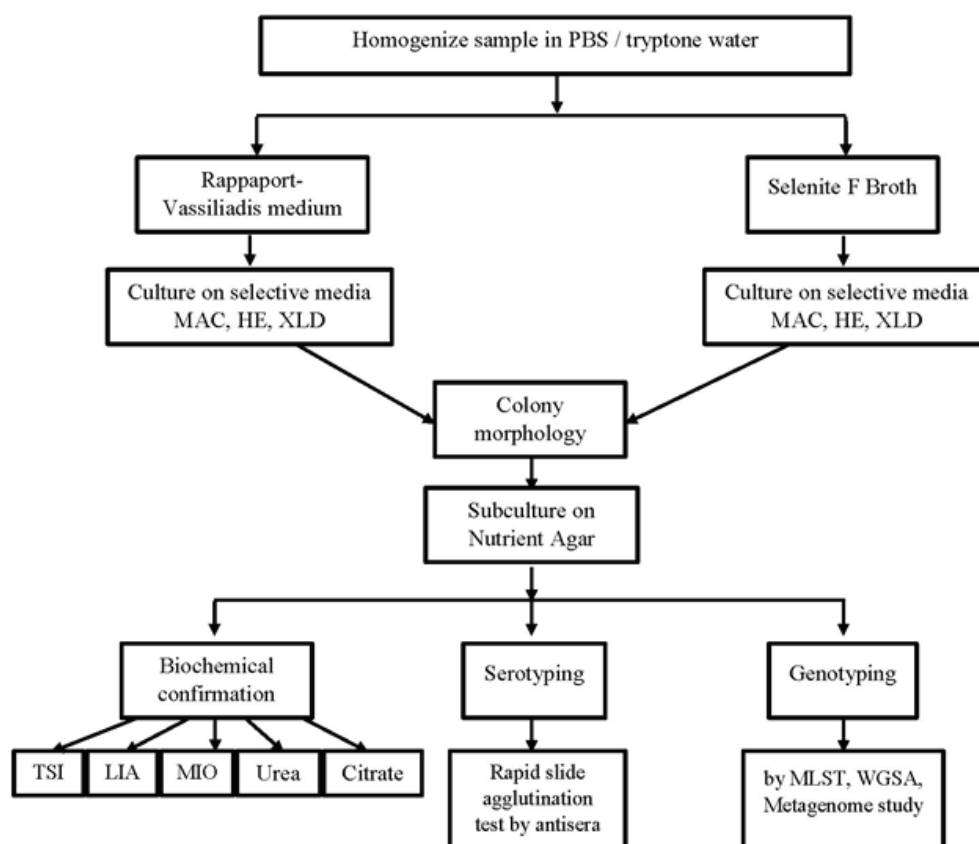 Homogenize sample in PBS / tryptone water
Rappaport-
Vassiliadis medium
Selenite F Broth
Culture on selective media
MAC, HE, XLD
Culture on selective media
MAC, HE, XLD
Colony
morphology
Subculture on
Nutrient Agar
Biochemical
confirmation
Serotyping
Genotyping
TSI
LIA
MIO
Urea
Citrate
Rapid slide
agglutination
test by antisera
by MLST, WGSA,
Metagenome study